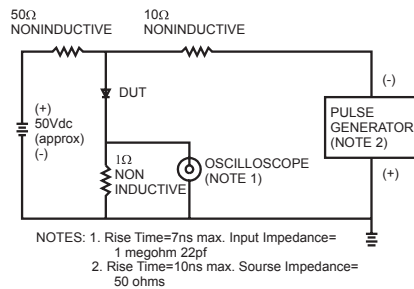 50Ω
NONINDUCTIVE
10Ω
NONINDUCTIVE
DUT
(+)
50Vdc
(approx)
(-)
1Ω
NON
INDUCTIVE
OSCILLOSCOPE
(NOTE 1)
(-)
PULSE
GENERATOR
(NOTE 2)
(+)
NOTES: 1. Rise Time=7ns max. Input Impedance=
1 megohm 22pf
2. Rise Time=10ns max. Sourse Impedance=
50 ohms